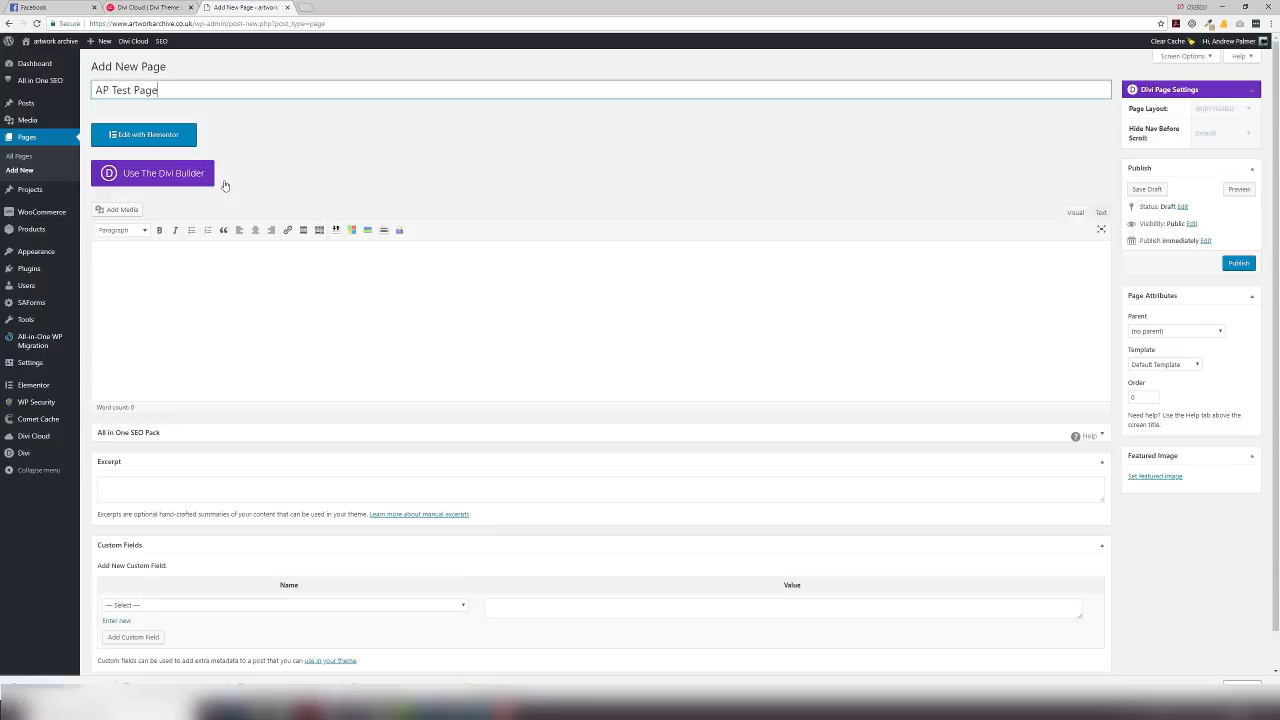 Facebook
Divi Cloud | Divi Theme
Add New Page ‹ artwork
Andrew
Secure
https://www.artworkarchive.co.uk/wp-admin/post-new.php?post_type=page
artwork archive
New
Divi Cloud
SEO
Clear Cache
Hi, Andrew Palmer
Dashboard
All in One SEO
Posts
Media
Pages
All Pages
Add New
Projects
WooCommerce
Products
Appearance
Plugins
Users
SAForms
Tools
All-in-One WP
Migration
Settings
Elementor
WP Security
Comet Cache
Divi Cloud
Divi
Collapse menu
Add New Page
Screen Options
Help
AP Test Page
Edit with Elementor
D Use The Divi Builder
Add Media
Visual
Text
Paragraph
B
I
Word count: 0
All in One SEO Pack
Help
Excerpt
Excerpts are optional hand-crafted summaries of your content that can be used in your theme. Learn more about manual excerpts.
Custom Fields
Add New Custom Field:
Name
Value
— Select —
Enter new
Add Custom Field
Custom fields can be used to add extra metadata to a post that you can use in your theme.
D Divi Page Settings
Page Layout:
Right Sidebar
Hide Nav Before
Scroll:
Default
Publish
Save Draft
Preview
Status: Draft Edit
Visibility: Public Edit
Publish immediately Edit
Publish
Page Attributes
Parent
(no parent)
Template
Default Template
Order
0
Need help? Use the Help tab above the
screen title.
Featured Image
Set featured image